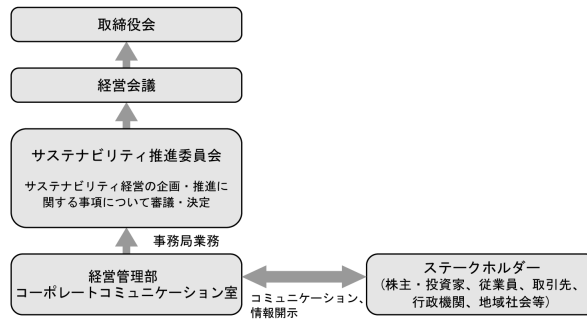 取締役会
経営会議
サステナビリティ推進委員会
サステナビリティ経営の企画・推進に
関する事項について審議・決定
事務局業務
経営管理部
コーポレートコミュニケーション室
コミュニケーション、
情報開示
ステークホルダー
（株主・投資家、従業員、取引先、
行政機関、地域社会等）